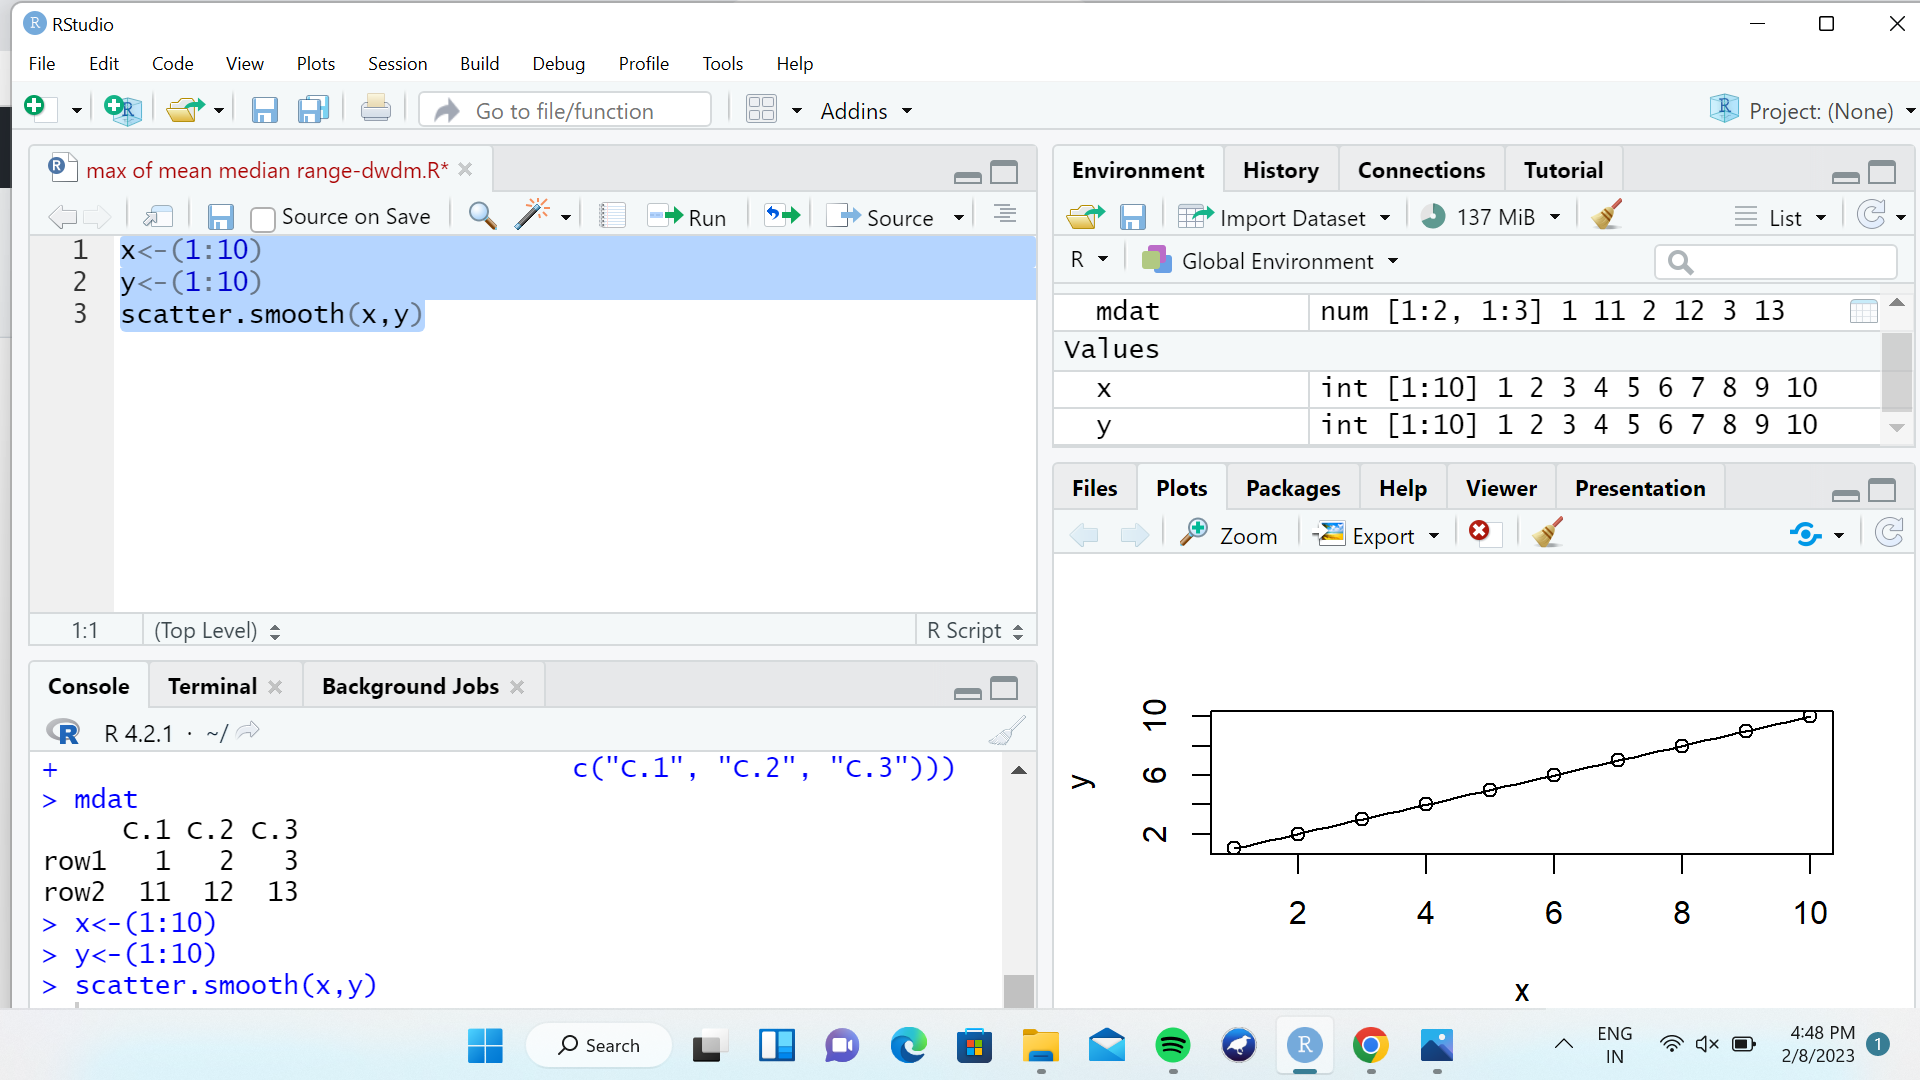 RStudio
File Edit Code View Plots Session Build Debug Profile Tools Help
Go to file/function Addins Project: (None)
max of mean median range-dwdm.R*
Source on Save Run Source
1 x<-(1:10)
2 y<-(1:10)
3 scatter.smooth(x,y)
1:1 (Top Level) R Script
Console Terminal Background Jobs
R 4.2.1 · ~/
+ c("C.1", "C.2", "C.3")))
> mdat
C.1 C.2 C.3
row1 1 2 3
row2 11 12 13
> x<-(1:10)
> y<-(1:10)
> scatter.smooth(x,y)
Environment History Connections Tutorial
Import Dataset 137 MiB List
R Global Environment
mdat num [1:2, 1:3] 1 11 2 12 3 13
Values
x int [1:10] 1 2 3 4 5 6 7 8 9 10
y int [1:10] 1 2 3 4 5 6 7 8 9 10
Files Plots Packages Help Viewer Presentation
Zoom Export
y
10
6
2
2 4 6 8 10
x
Search
ENG
IN
4:48 PM
2/8/2023
1